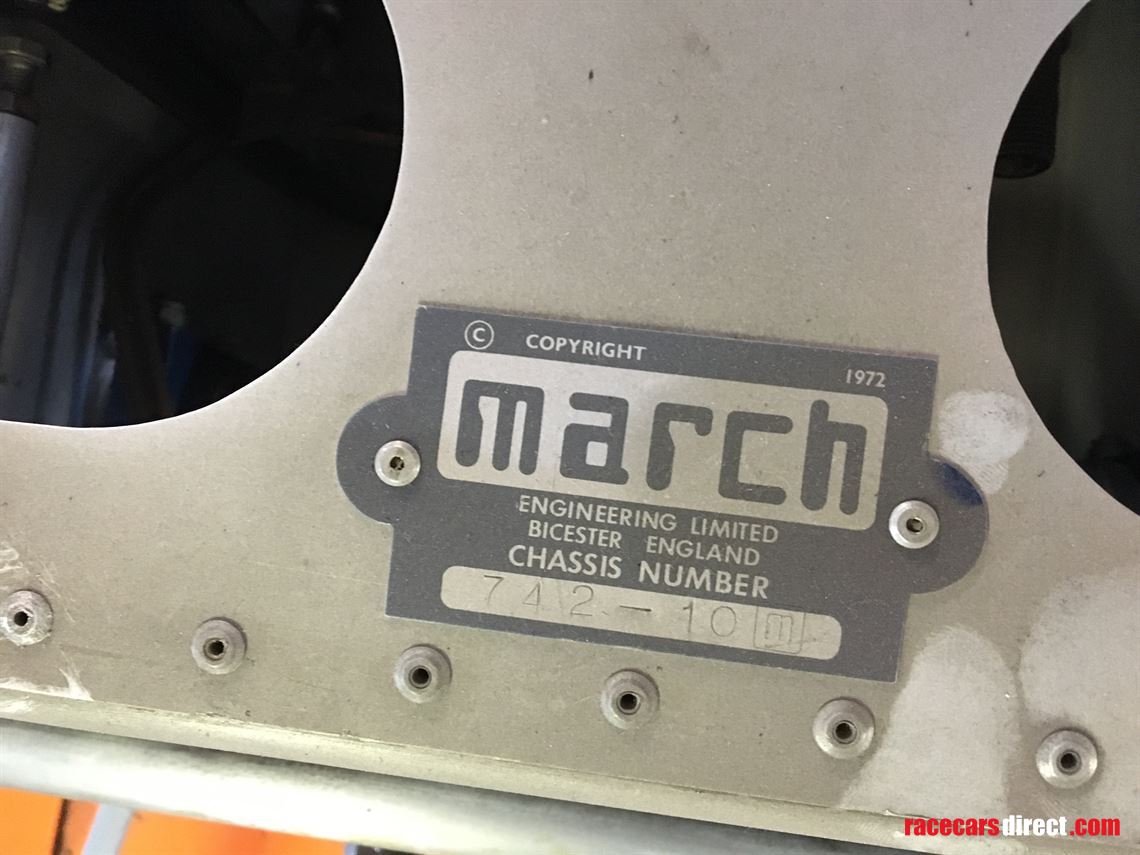 © COPYRIGHT
1972
march
ENGINEERING LIMITED
BICESTER ENGLAND
CHASSIS NUMBER
742-10 m
racecarsdirect.com